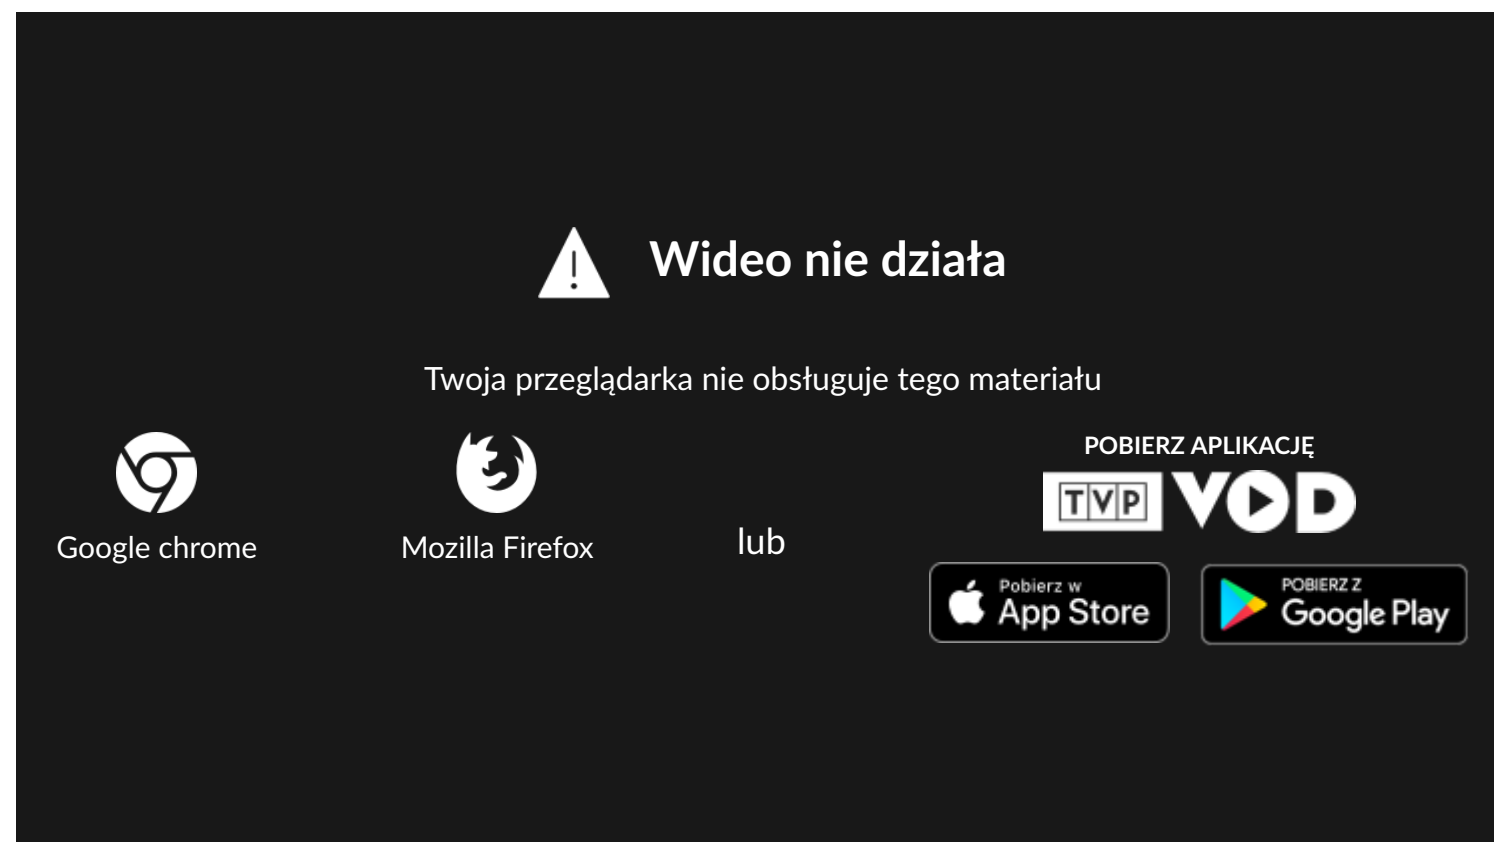 Wideo nie działa
Twoja przeglądarka nie obsługuje tego materiału
Google chrome
Mozilla Firefox
lub
POBIERZ APLIKACJĘ
TVP VOD
Pobierz w
App Store
POBIERZ Z
Google Play